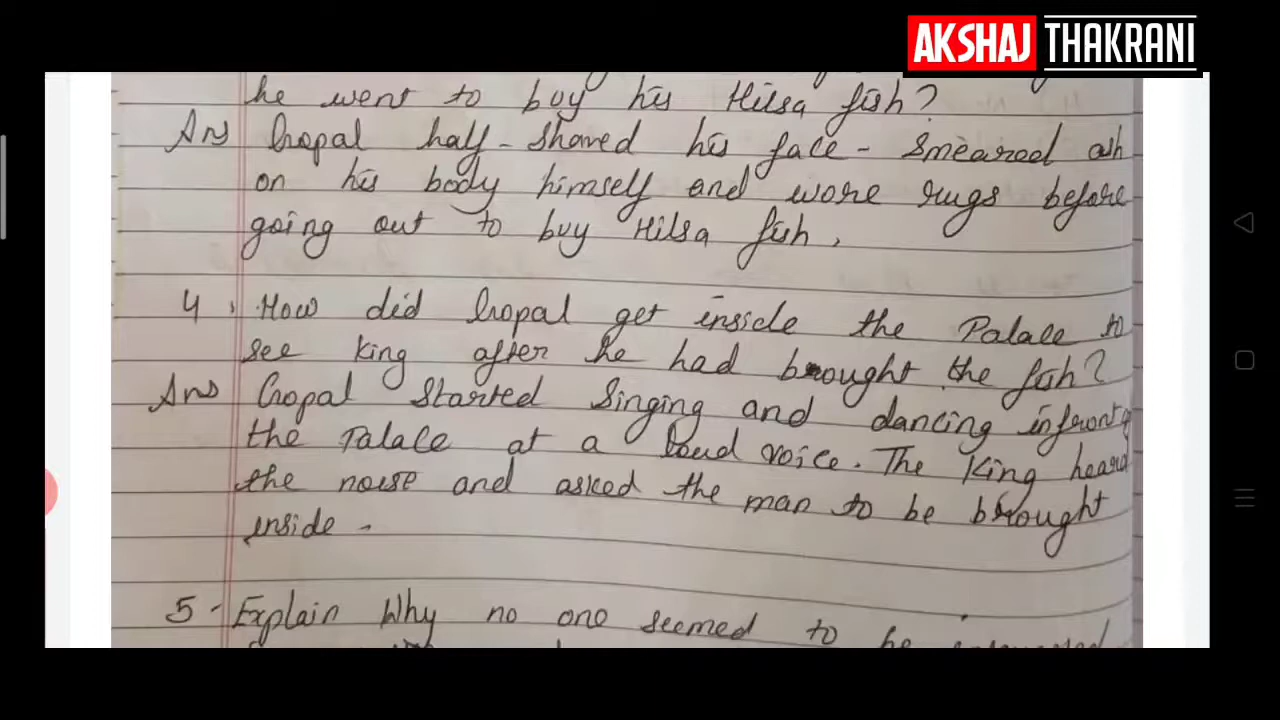 AKSHAJ THAKRANI
he went to buy his Hilsa fish?
Ans Gopal half-shaved his face - Smeared ash
on his body himself and wore rugs before
going out to buy Hilsa fish.
4. How did Gopal get inside the Palace to
see King after he had brought the fish?
Ans Gopal Started Singing and dancing infront of
the Palace at a loud voice. The King heard
the noise and asked the man to be brought
inside.
5 - Explain Why no one seemed to be